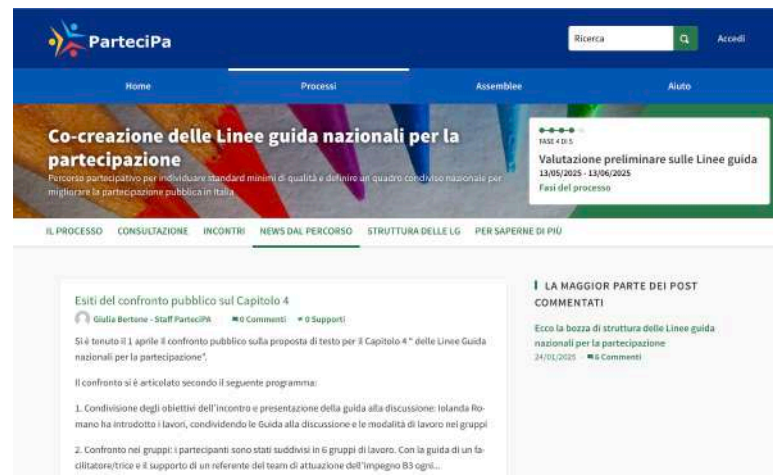 ParteciPa
Ricerca
Accedi
Home
Processi
Assemblee
Aiuto
Co-creazione delle Linee guida nazionali per la
partecipazione
Percorso partecipativo per individuare standard minimi di qualità e definire un quadro condiviso nazionale per
migliorare la partecipazione pubblica in Italia
FASE 4 DI 5
Valutazione preliminare sulle Linee guida
13/05/2025 - 13/06/2025
Fasi del processo
IL PROCESSO CONSULTAZIONE INCONTRI NEWS DAL PERCORSO STRUTTURA DELLE LG PER SAPERNE DI PIÙ
Esiti del confronto pubblico sul Capitolo 4
Giulia Bertone - Staff ParteciPA 0 Commenti 0 Supporti
Si è tenuto il 1 aprile il confronto pubblico sulla proposta di testo per il Capitolo 4 " delle Linee Guida
nazionali per la partecipazione".
Il confronto si è articolato secondo il seguente programma:
1. Condivisione degli obiettivi dell'incontro e presentazione della guida alla discussione: Iolanda Ro-
mano ha introdotto i lavori, condividendo le Guida alla discussione e le modalità di lavoro nei gruppi
2. Confronto nei gruppi: i partecipanti sono stati suddivisi in 6 gruppi di lavoro. Con la guida di un fa-
cilitatore/trice e il supporto di un referente del team di attuazione dell'impegno B3 ogni...
LA MAGGIOR PARTE DEI POST
COMMENTATI
Ecco la bozza di struttura delle Linee guida
nazionali per la partecipazione
24/01/2025 - 6 Commenti